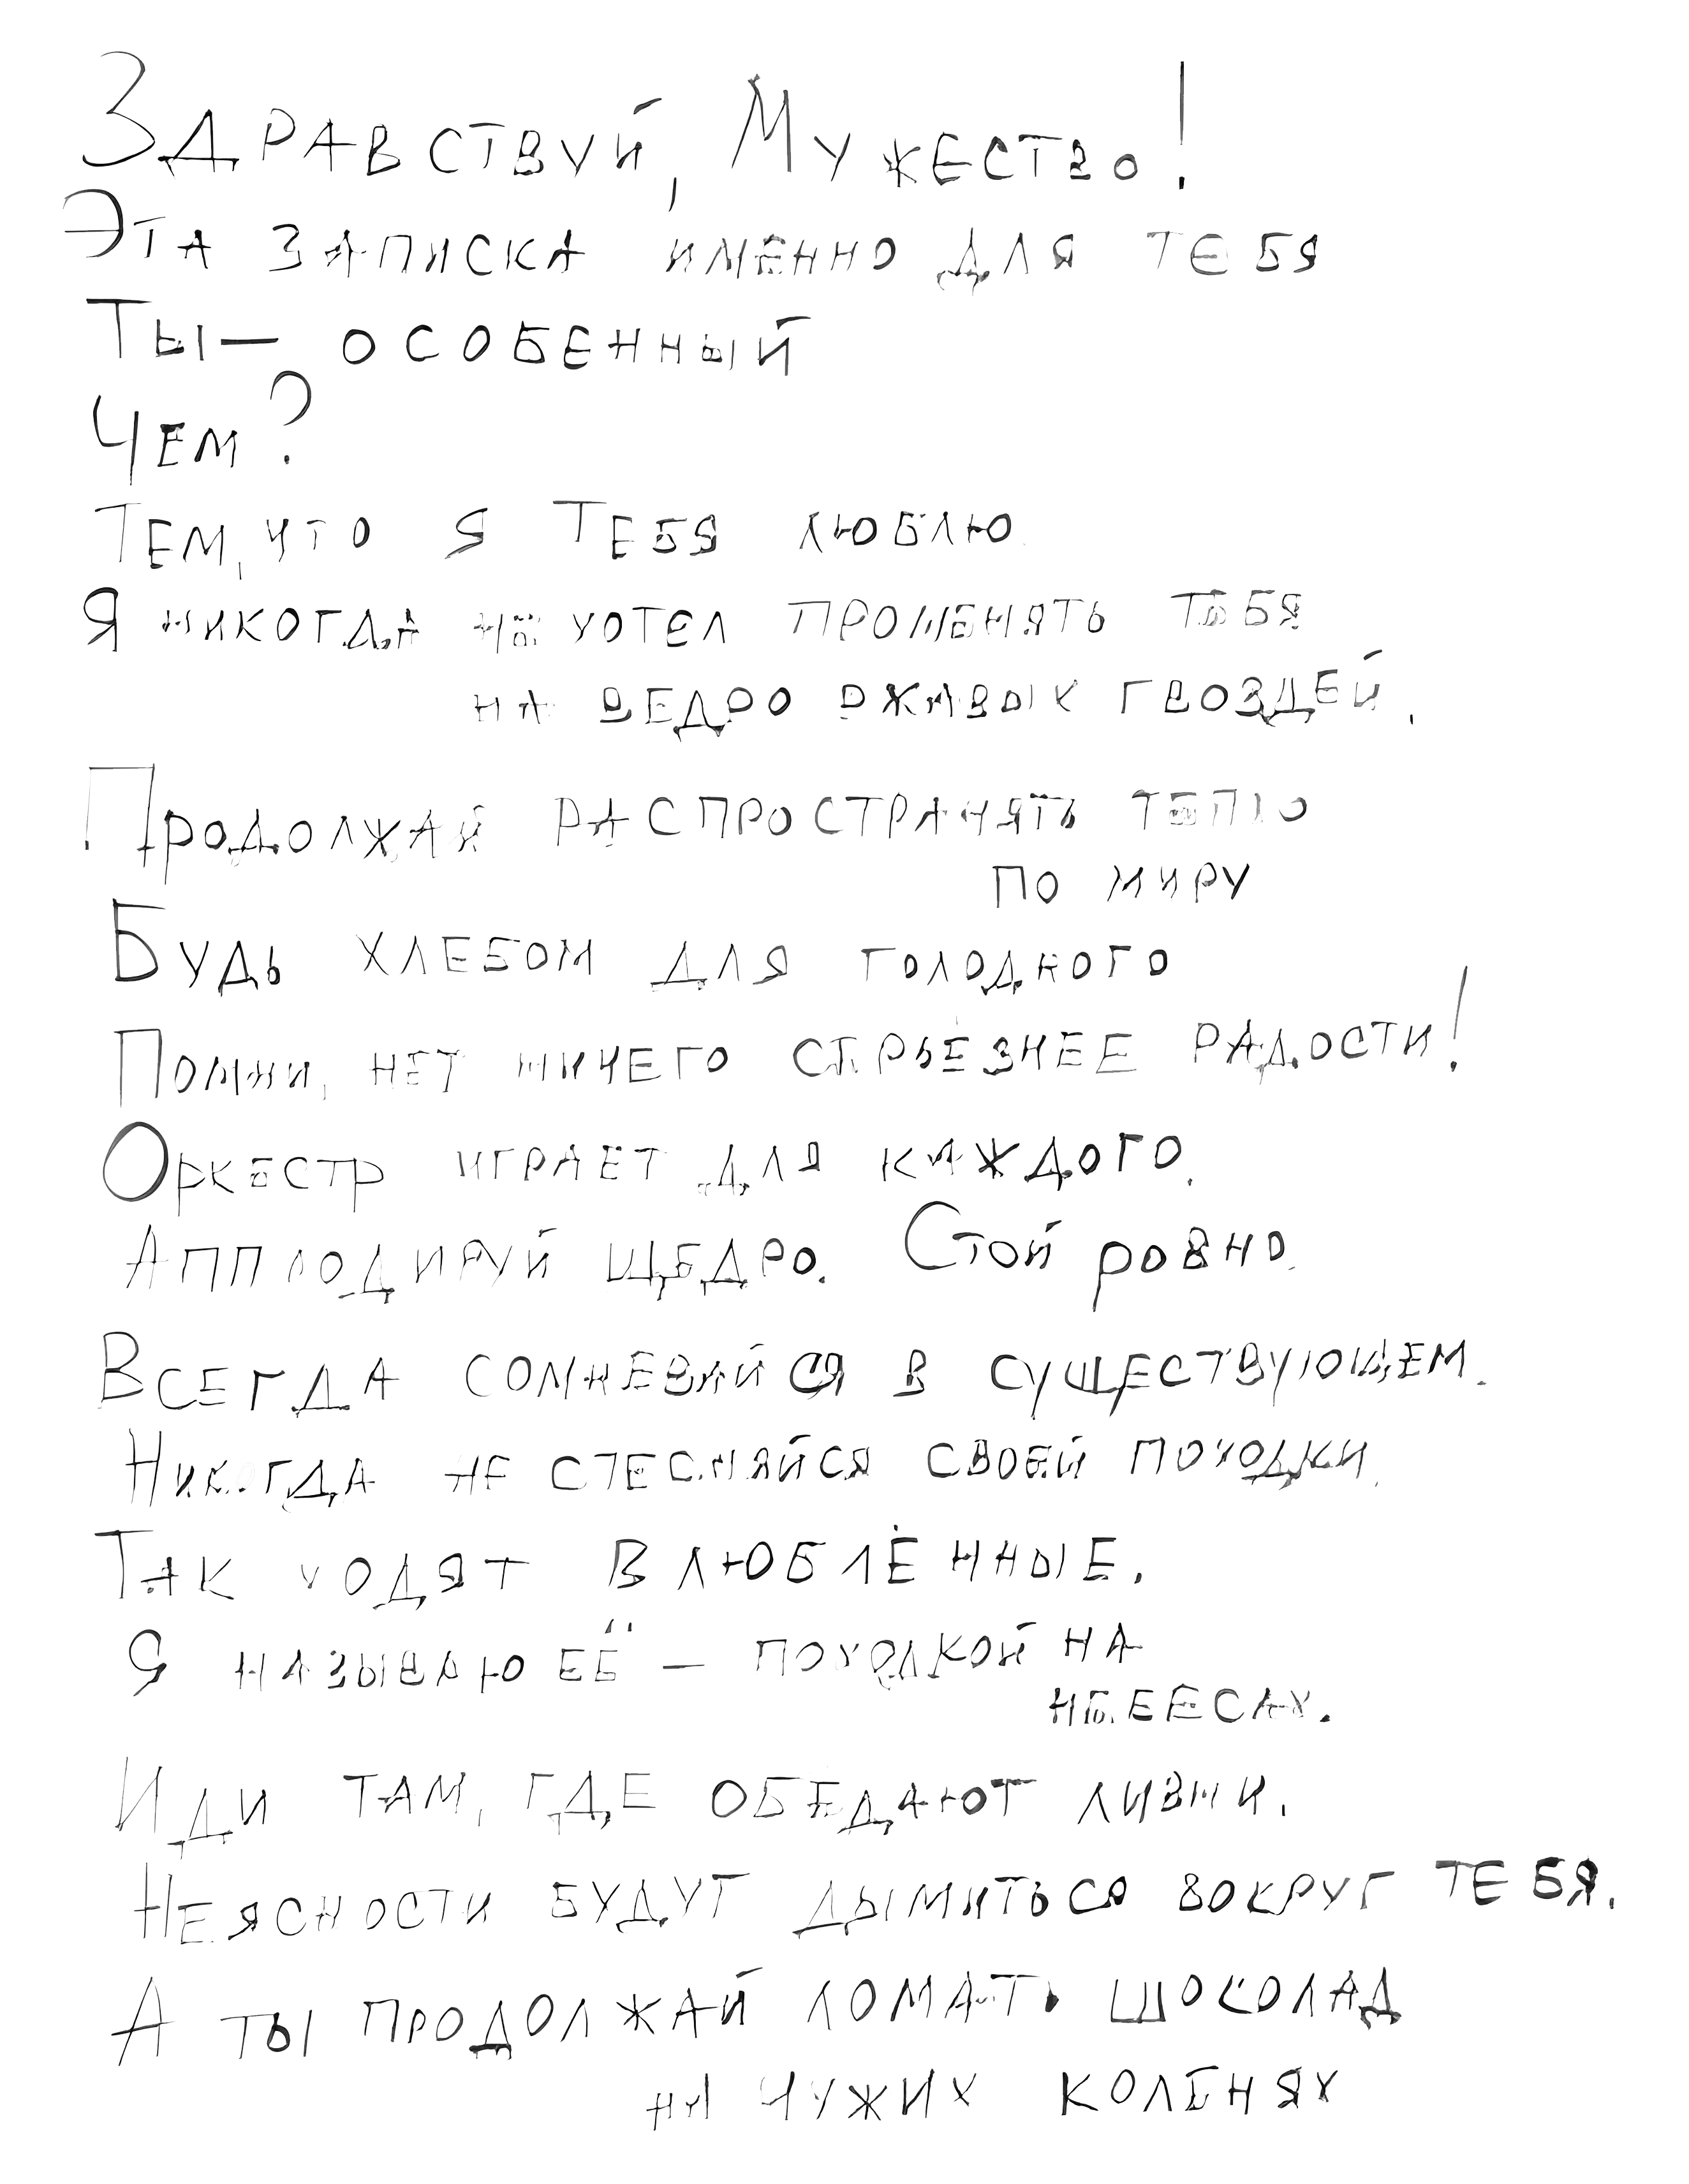 Здравствуй, Мужество!
Эта записка именно для тебя
Ты — особенный
Чем?
Тем, что я тебя люблю.
Я никогда не хотел променять тебя
на ведро ржавых гвоздей.
Продолжай распространять тепло
по миру
Будь хлебом для голодного
Помни, нет ничего серьёзнее радости!
Оркестр играет для каждого.
Апплодируй щедро. Стой ровно.
Всегда сомневайся в существующем.
Никогда не стесняйся своей походки.
Так ходят влюблённые.
Я называю её — походкой на
небеесах.
Иди там, где обедают ливни.
Неясности будут дымиться вокруг тебя.
А ты продолжай ломать шоколад
на чужих коленях